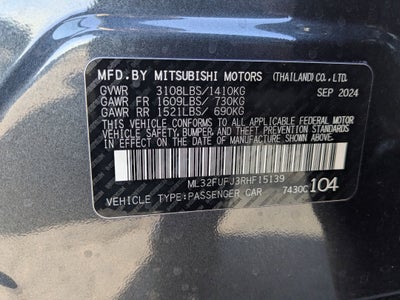 MFD.BY MITSUBISHI MOTORS (THAILAND)CO.,LTD.
GVWR 3108LBS/1410KG SEP 2024
GAWR FR 1609LBS/ 730KG
GAWR RR 1521LBS/ 690KG
THIS VEHICLE CONFORMS TO ALL APPLICABLE FEDERAL MOTOR
VEHICLE SAFETY, BUMPER, AND THEFT PREVENTION STANDARDS
IN EFFECT ON THE DATE OF MANUFACTURE SHOWN ABOVE.
ML32FUFJ3RHF15139
VEHICLE TYPE:PASSENGER CAR 7430C104